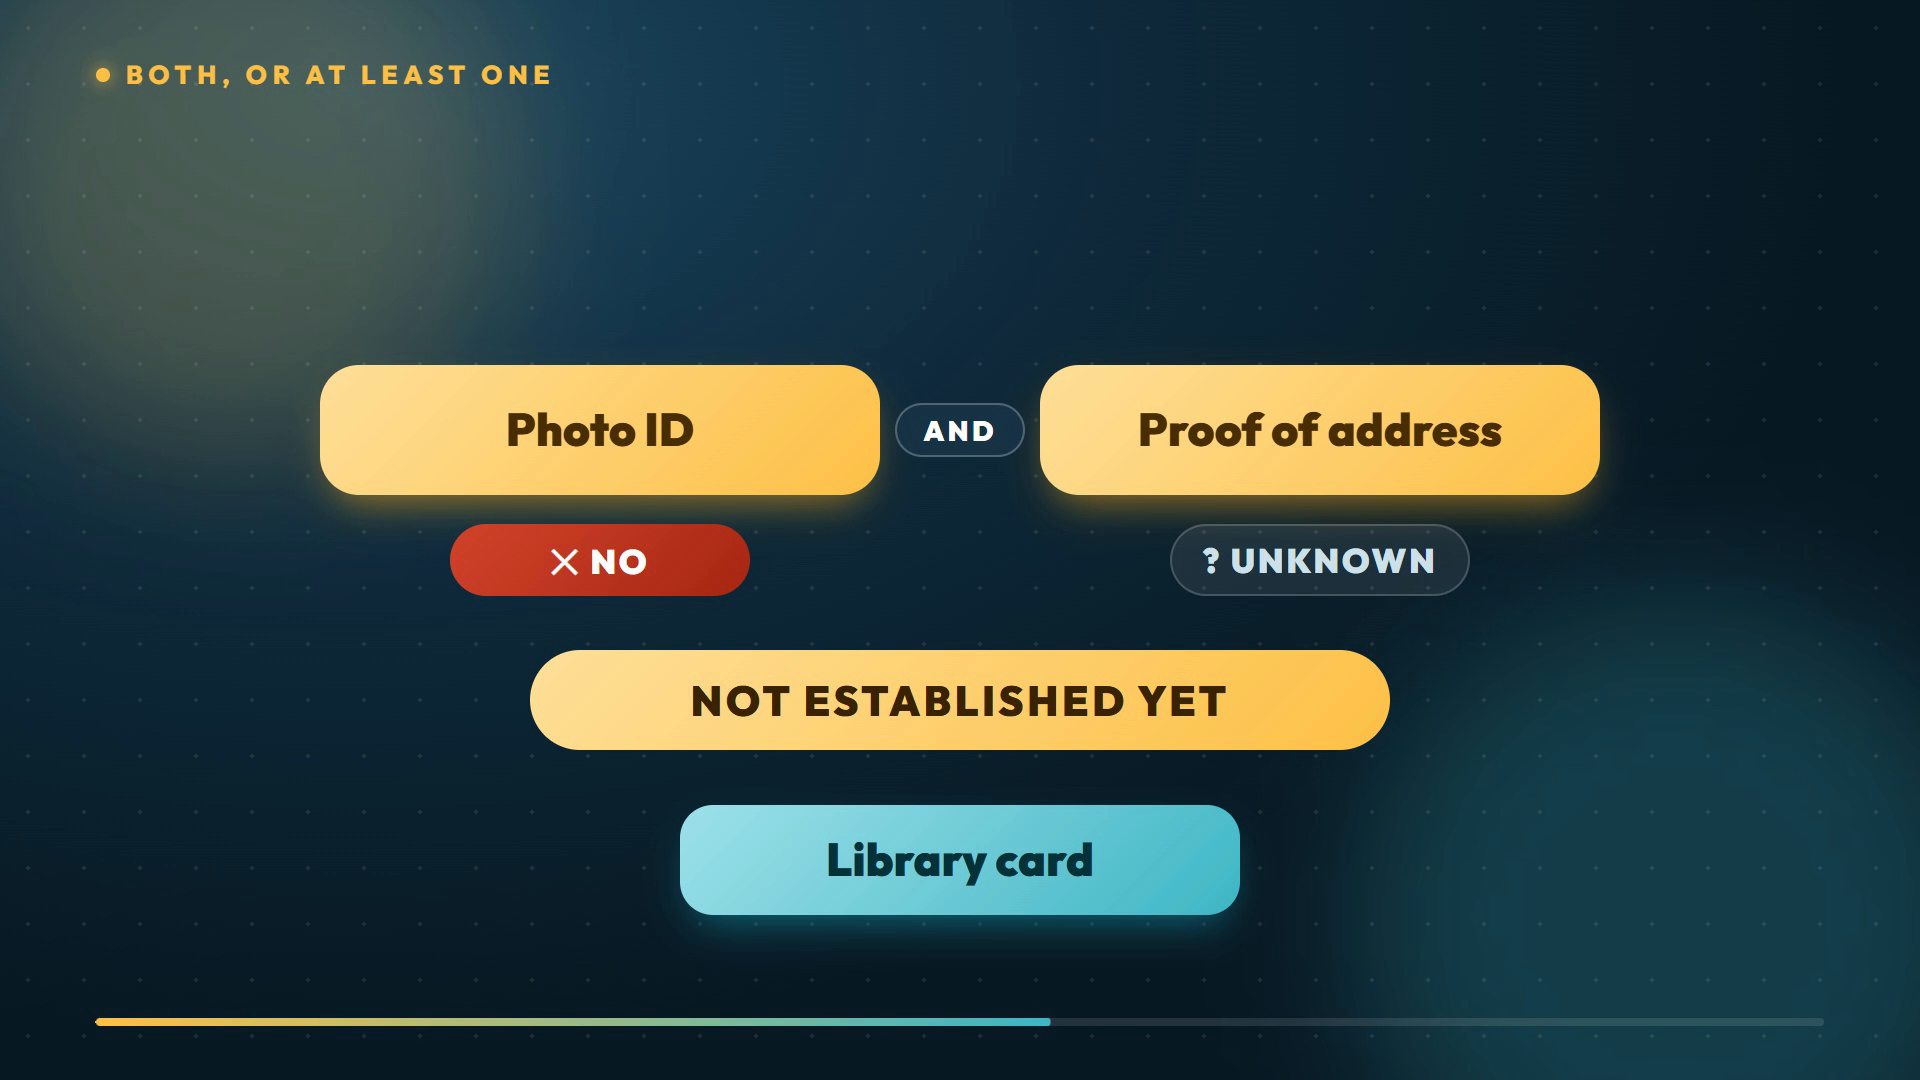 BOTH, OR AT LEAST ONE
Photo ID
AND
Proof of address
× NO
? UNKNOWN
NOT ESTABLISHED YET
Library card